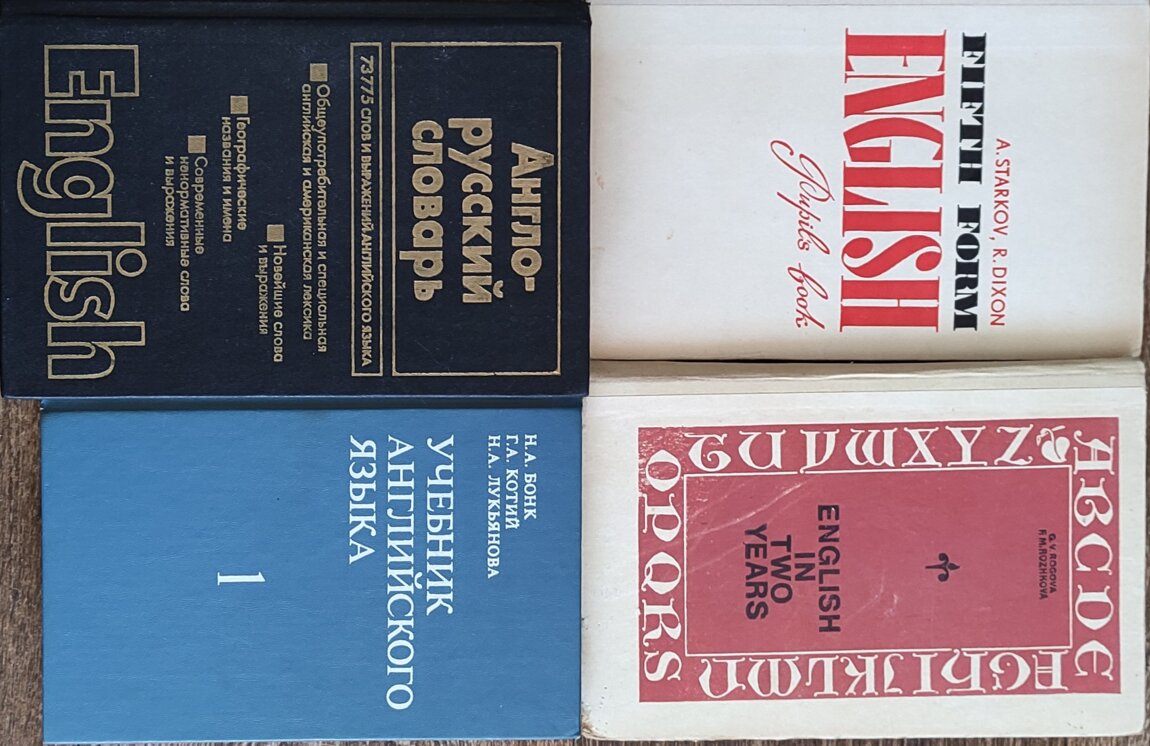 A. STARKOV, R. DIXON
FIFTH FORM
ENGLISH
Pupil's book
ABCDE
FGHIJKLMN
OPQRS
TUVWXYZ
G. V. ROGOVA
F. M. ROZHKOVA
ENGLISH
IN
TWO
YEARS
Англо-
русский
словарь
73775 СЛОВ И ВЫРАЖЕНИЙ АНГЛИЙСКОГО ЯЗЫКА
Общеупотребительная и специальная
английская и американская лексика
Новейшие слова
и выражения
Географические
названия и имена
Современные
ненормативные слова
и выражения
English
Н.А. БОНК
Г.А. КОТИЙ
Н.А. ЛУКЬЯНОВА
УЧЕБНИК
АНГЛИЙСКОГО
ЯЗЫКА
1